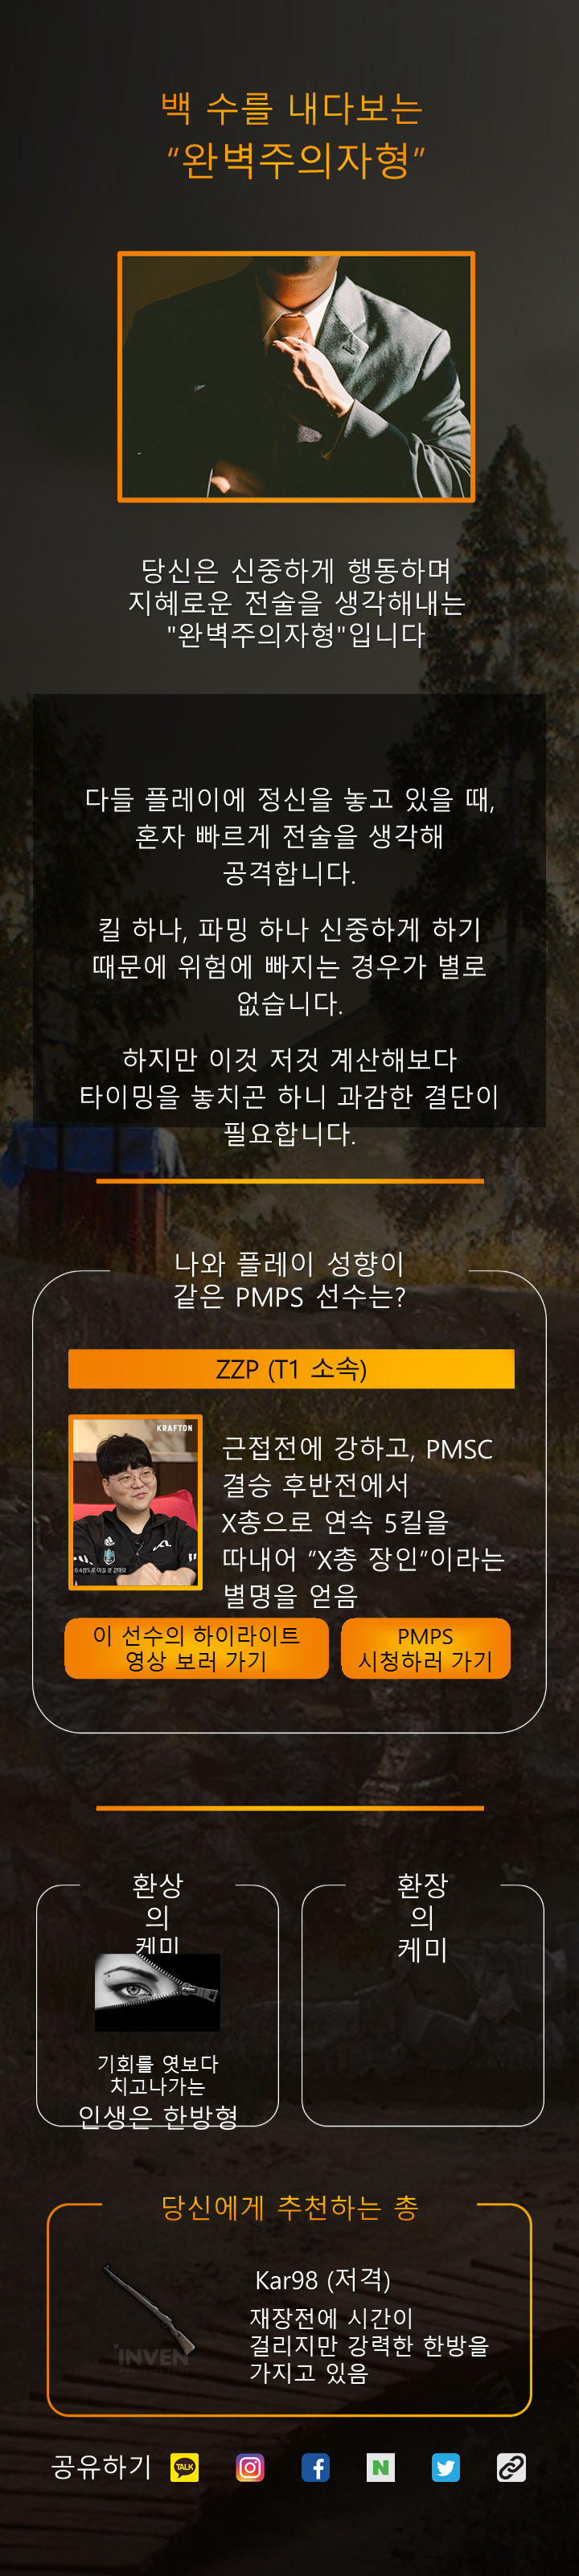 백 수를 내다보는
“완벽주의자형”
당신은 신중하게 행동하며
지혜로운 전술을 생각해내는
"완벽주의자형"입니다
다들 플레이에 정신을 놓고 있을 때,
혼자 빠르게 전술을 생각해
공격합니다.
킬 하나, 파밍 하나 신중하게 하기
때문에 위험에 빠지는 경우가 별로
없습니다.
하지만 이것 저것 계산해보다
타이밍을 놓치곤 하니 과감한 결단이
필요합니다.
나와 플레이 성향이
같은 PMPS 선수는?
ZZP (T1 소속)
KRAFTON
근접전에 강하고, PMSC
결승 후반전에서
X총으로 연속 5킬을
따내어 “X총 장인”이라는
별명을 얻음
이 선수의 하이라이트
영상 보러 가기
PMPS
시청하러 가기
환상
의
케미
기회를 엿보다
치고나가는
인생은 한방형
환장
의
케미
당신에게 추천하는 총
Kar98 (저격)
재장전에 시간이
걸리지만 강력한 한방을
가지고 있음
INVEN
공유하기
TALK
N